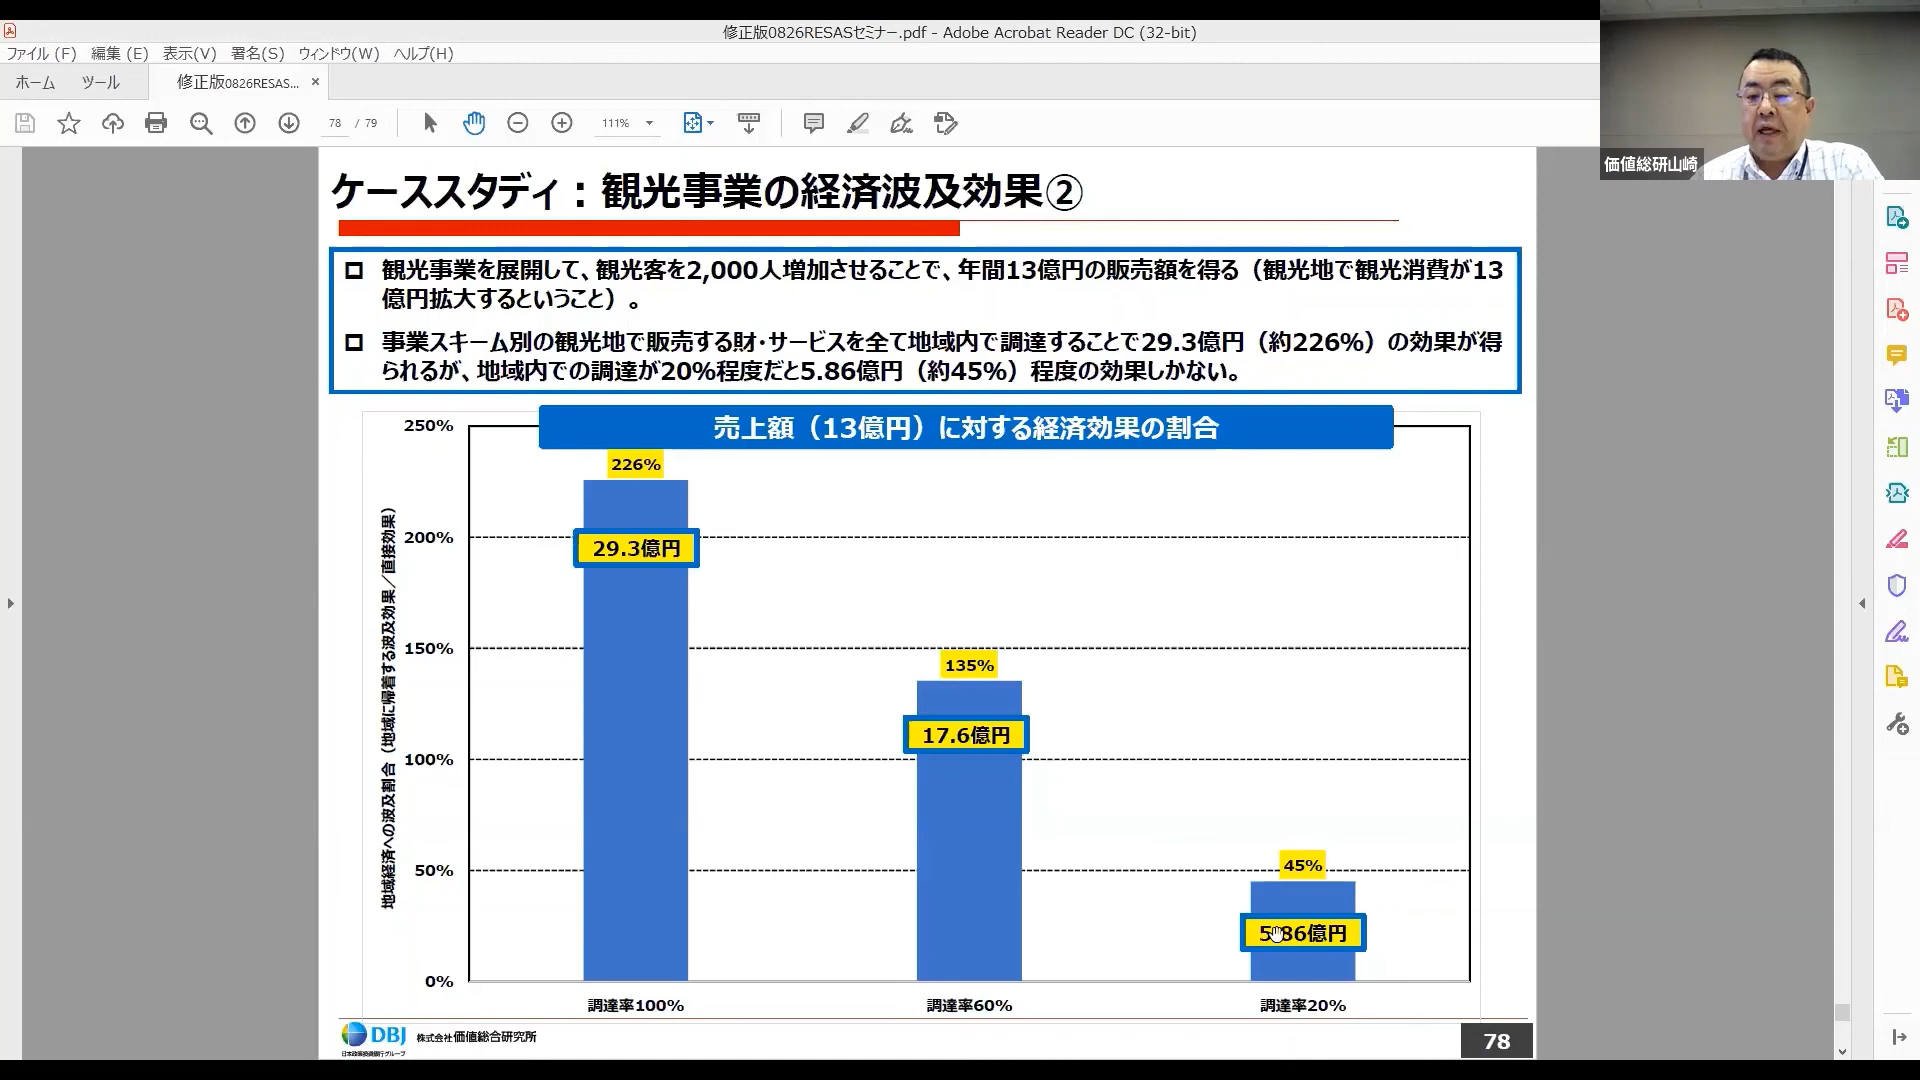 修正版0826RESASセミナー.pdf - Adobe Acrobat Reader DC (32-bit)
ファイル (F) 編集 (E) 表示(V) 署名(S) ウィンドウ(W) ヘルプ(H)
ホーム ツール 修正版0826RESAS... ×
78 / 79 111%
価値総研山崎
ケーススタディ：観光事業の経済波及効果②
観光事業を展開して、観光客を2,000人増加させることで、年間13億円の販売額を得る（観光地で観光消費が13
億円拡大するということ）。
事業スキーム別の観光地で販売する財・サービスを全て地域内で調達することで29.3億円（約226%）の効果が得
られるが、地域内での調達が20%程度だと5.86億円（約45%）程度の効果しかない。
売上額（13億円）に対する経済効果の割合
地域経済への波及割合（地域に帰着する波及効果／直接効果）
250%
200%
150%
100%
50%
0%
226%
29.3億円
135%
17.6億円
45%
5.86億円
調達率100% 調達率60% 調達率20%
DBJ 株式会社価値総合研究所
日本政策投資銀行グループ
78